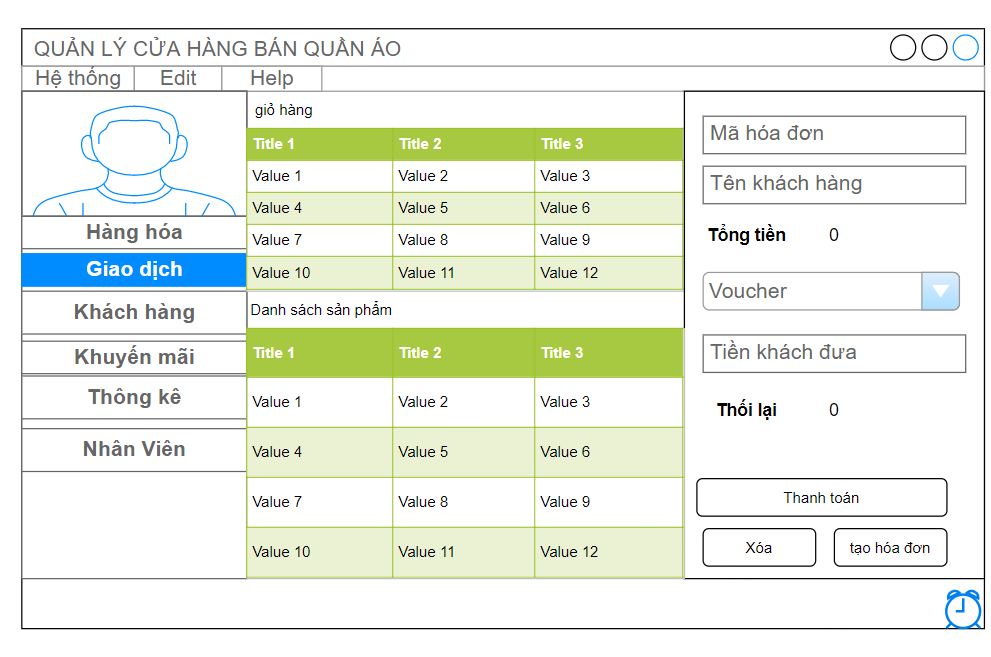 QUẢN LÝ CỬA HÀNG BÁN QUẦN ÁO
Hệ thống Edit Help
Hàng hóa
Giao dịch
Khách hàng
Khuyến mãi
Thông kê
Nhân Viên
giỏ hàng
Title 1 Title 2 Title 3
Value 1 Value 2 Value 3
Value 4 Value 5 Value 6
Value 7 Value 8 Value 9
Value 10 Value 11 Value 12
Danh sách sản phẩm
Title 1 Title 2 Title 3
Value 1 Value 2 Value 3
Value 4 Value 5 Value 6
Value 7 Value 8 Value 9
Value 10 Value 11 Value 12
Mã hóa đơn
Tên khách hàng
Tổng tiền 0
Voucher
Tiền khách đưa
Thối lại 0
Thanh toán
Xóa tạo hóa đơn